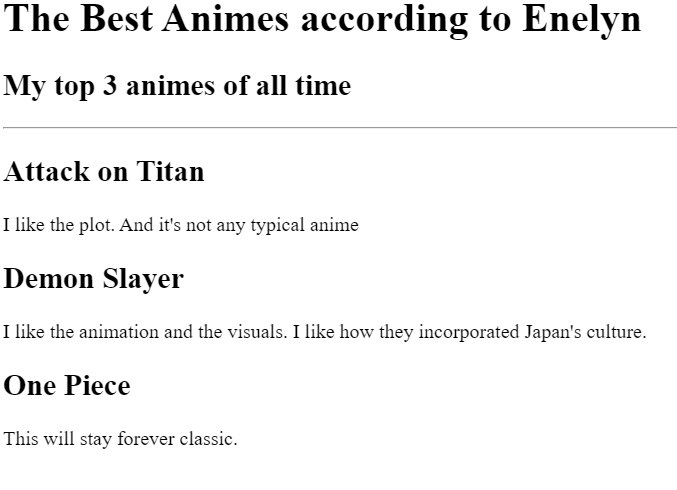 The Best Animes according to Enelyn
My top 3 animes of all time
Attack on Titan
I like the plot. And it's not any typical anime
Demon Slayer
I like the animation and the visuals. I like how they incorporated Japan's culture.
One Piece
This will stay forever classic.